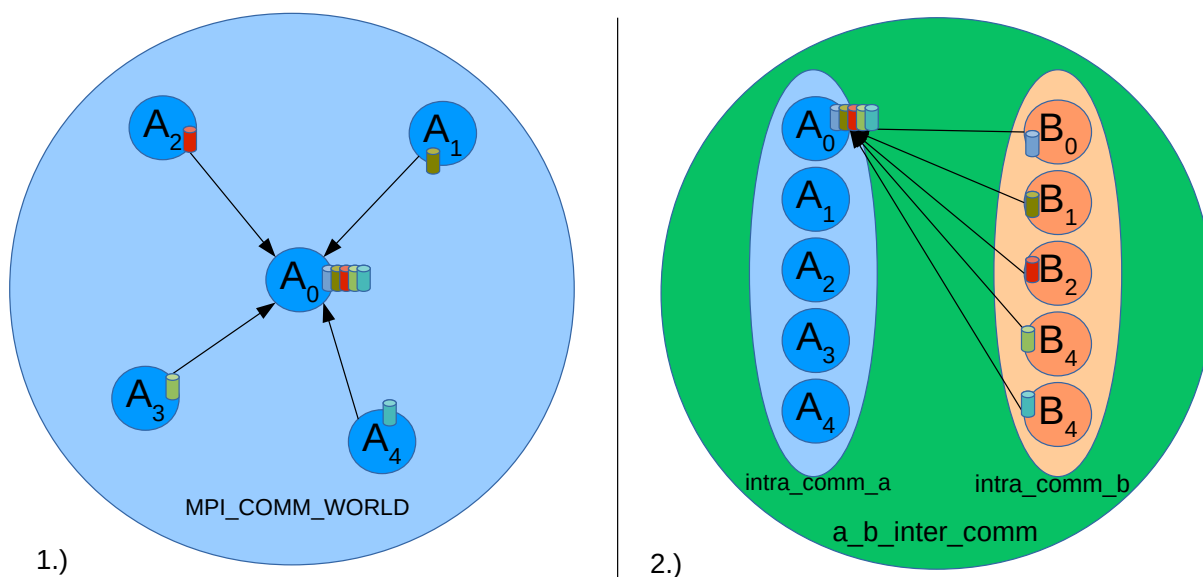 A2
A1
A0
A3
A4
MPI_COMM_WORLD
1.)
A0
A1
A2
A3
A4
B0
B1
B2
B4
B4
intra_comm_a
intra_comm_b
a_b_inter_comm
2.)